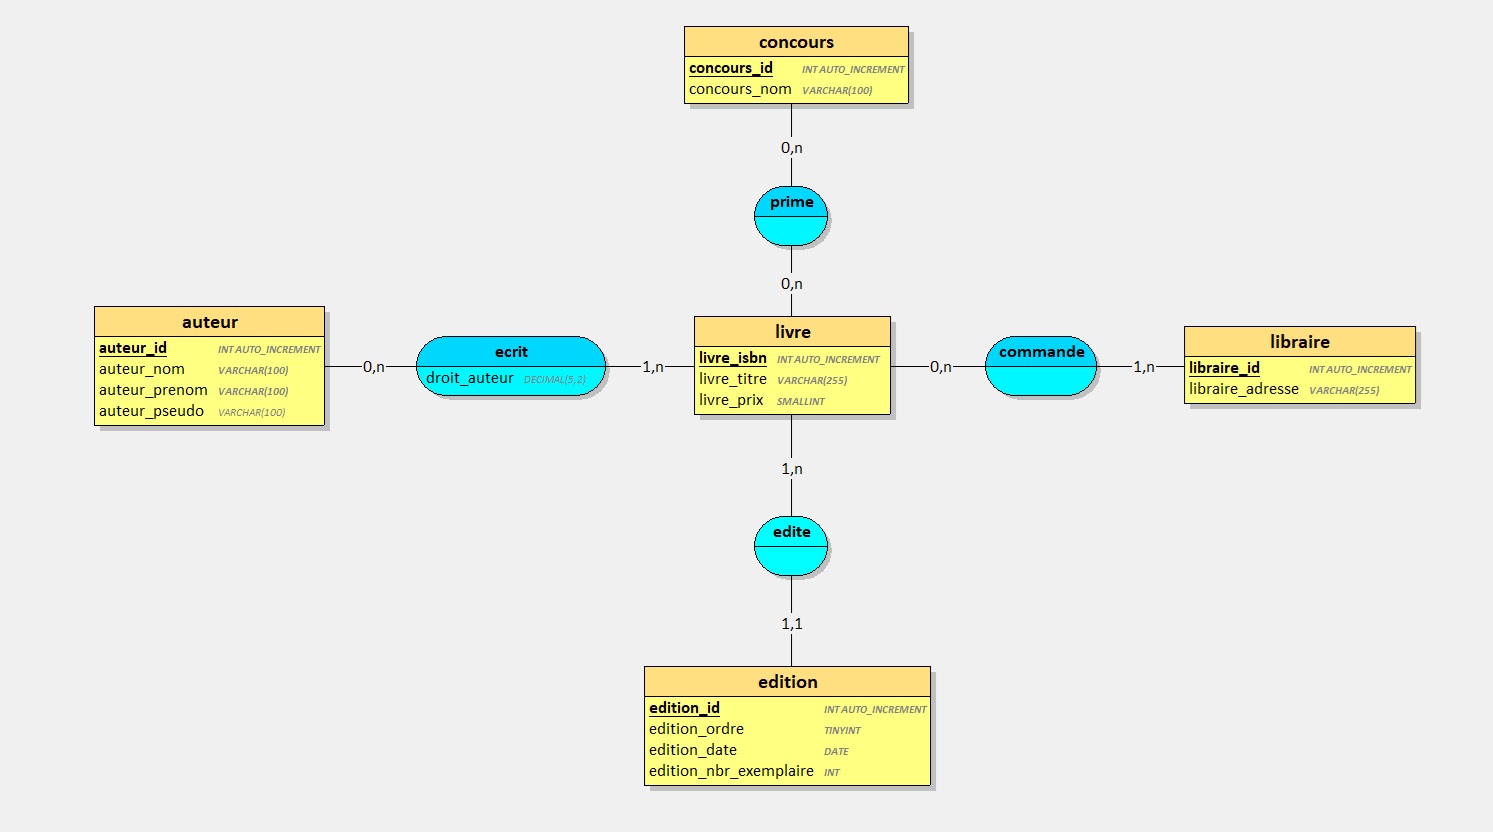 concours
concours_id INT AUTO_INCREMENT
concours_nom VARCHAR(100)
0,n
prime
0,n
auteur
auteur_id INT AUTO_INCREMENT
auteur_nom VARCHAR(100)
auteur_prenom VARCHAR(100)
auteur_pseudo VARCHAR(100)
0,n
ecrit
droit_auteur DECIMAL(5,2)
1,n
livre
livre_isbn INT AUTO_INCREMENT
livre_titre VARCHAR(255)
livre_prix SMALLINT
0,n
commande
1,n
libraire
libraire_id INT AUTO_INCREMENT
libraire_adresse VARCHAR(255)
1,n
edite
1,1
edition
edition_id INT AUTO_INCREMENT
edition_ordre TINYINT
edition_date DATE
edition_nbr_exemplaire INT